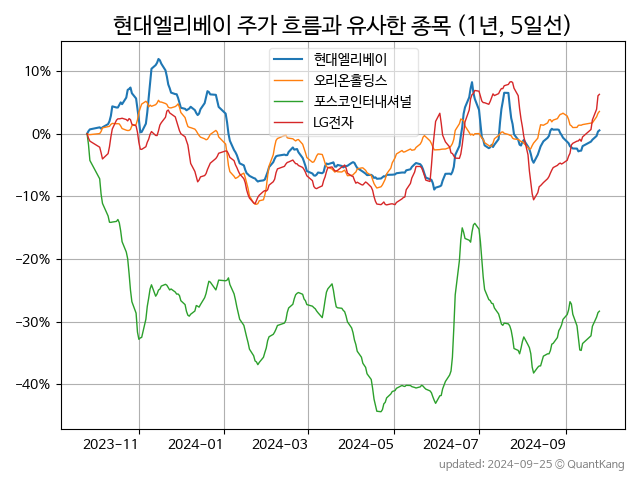 현대엘리베이 주가 흐름과 유사한 종목 (1년, 5일선)
현대엘리베이
오리온홀딩스
포스코인터내셔널
LG전자
10%
0%
−10%
−20%
−30%
−40%
2023-11 2024-01 2024-03 2024-05 2024-07 2024-09
updated: 2024-09-25 © QuantKang